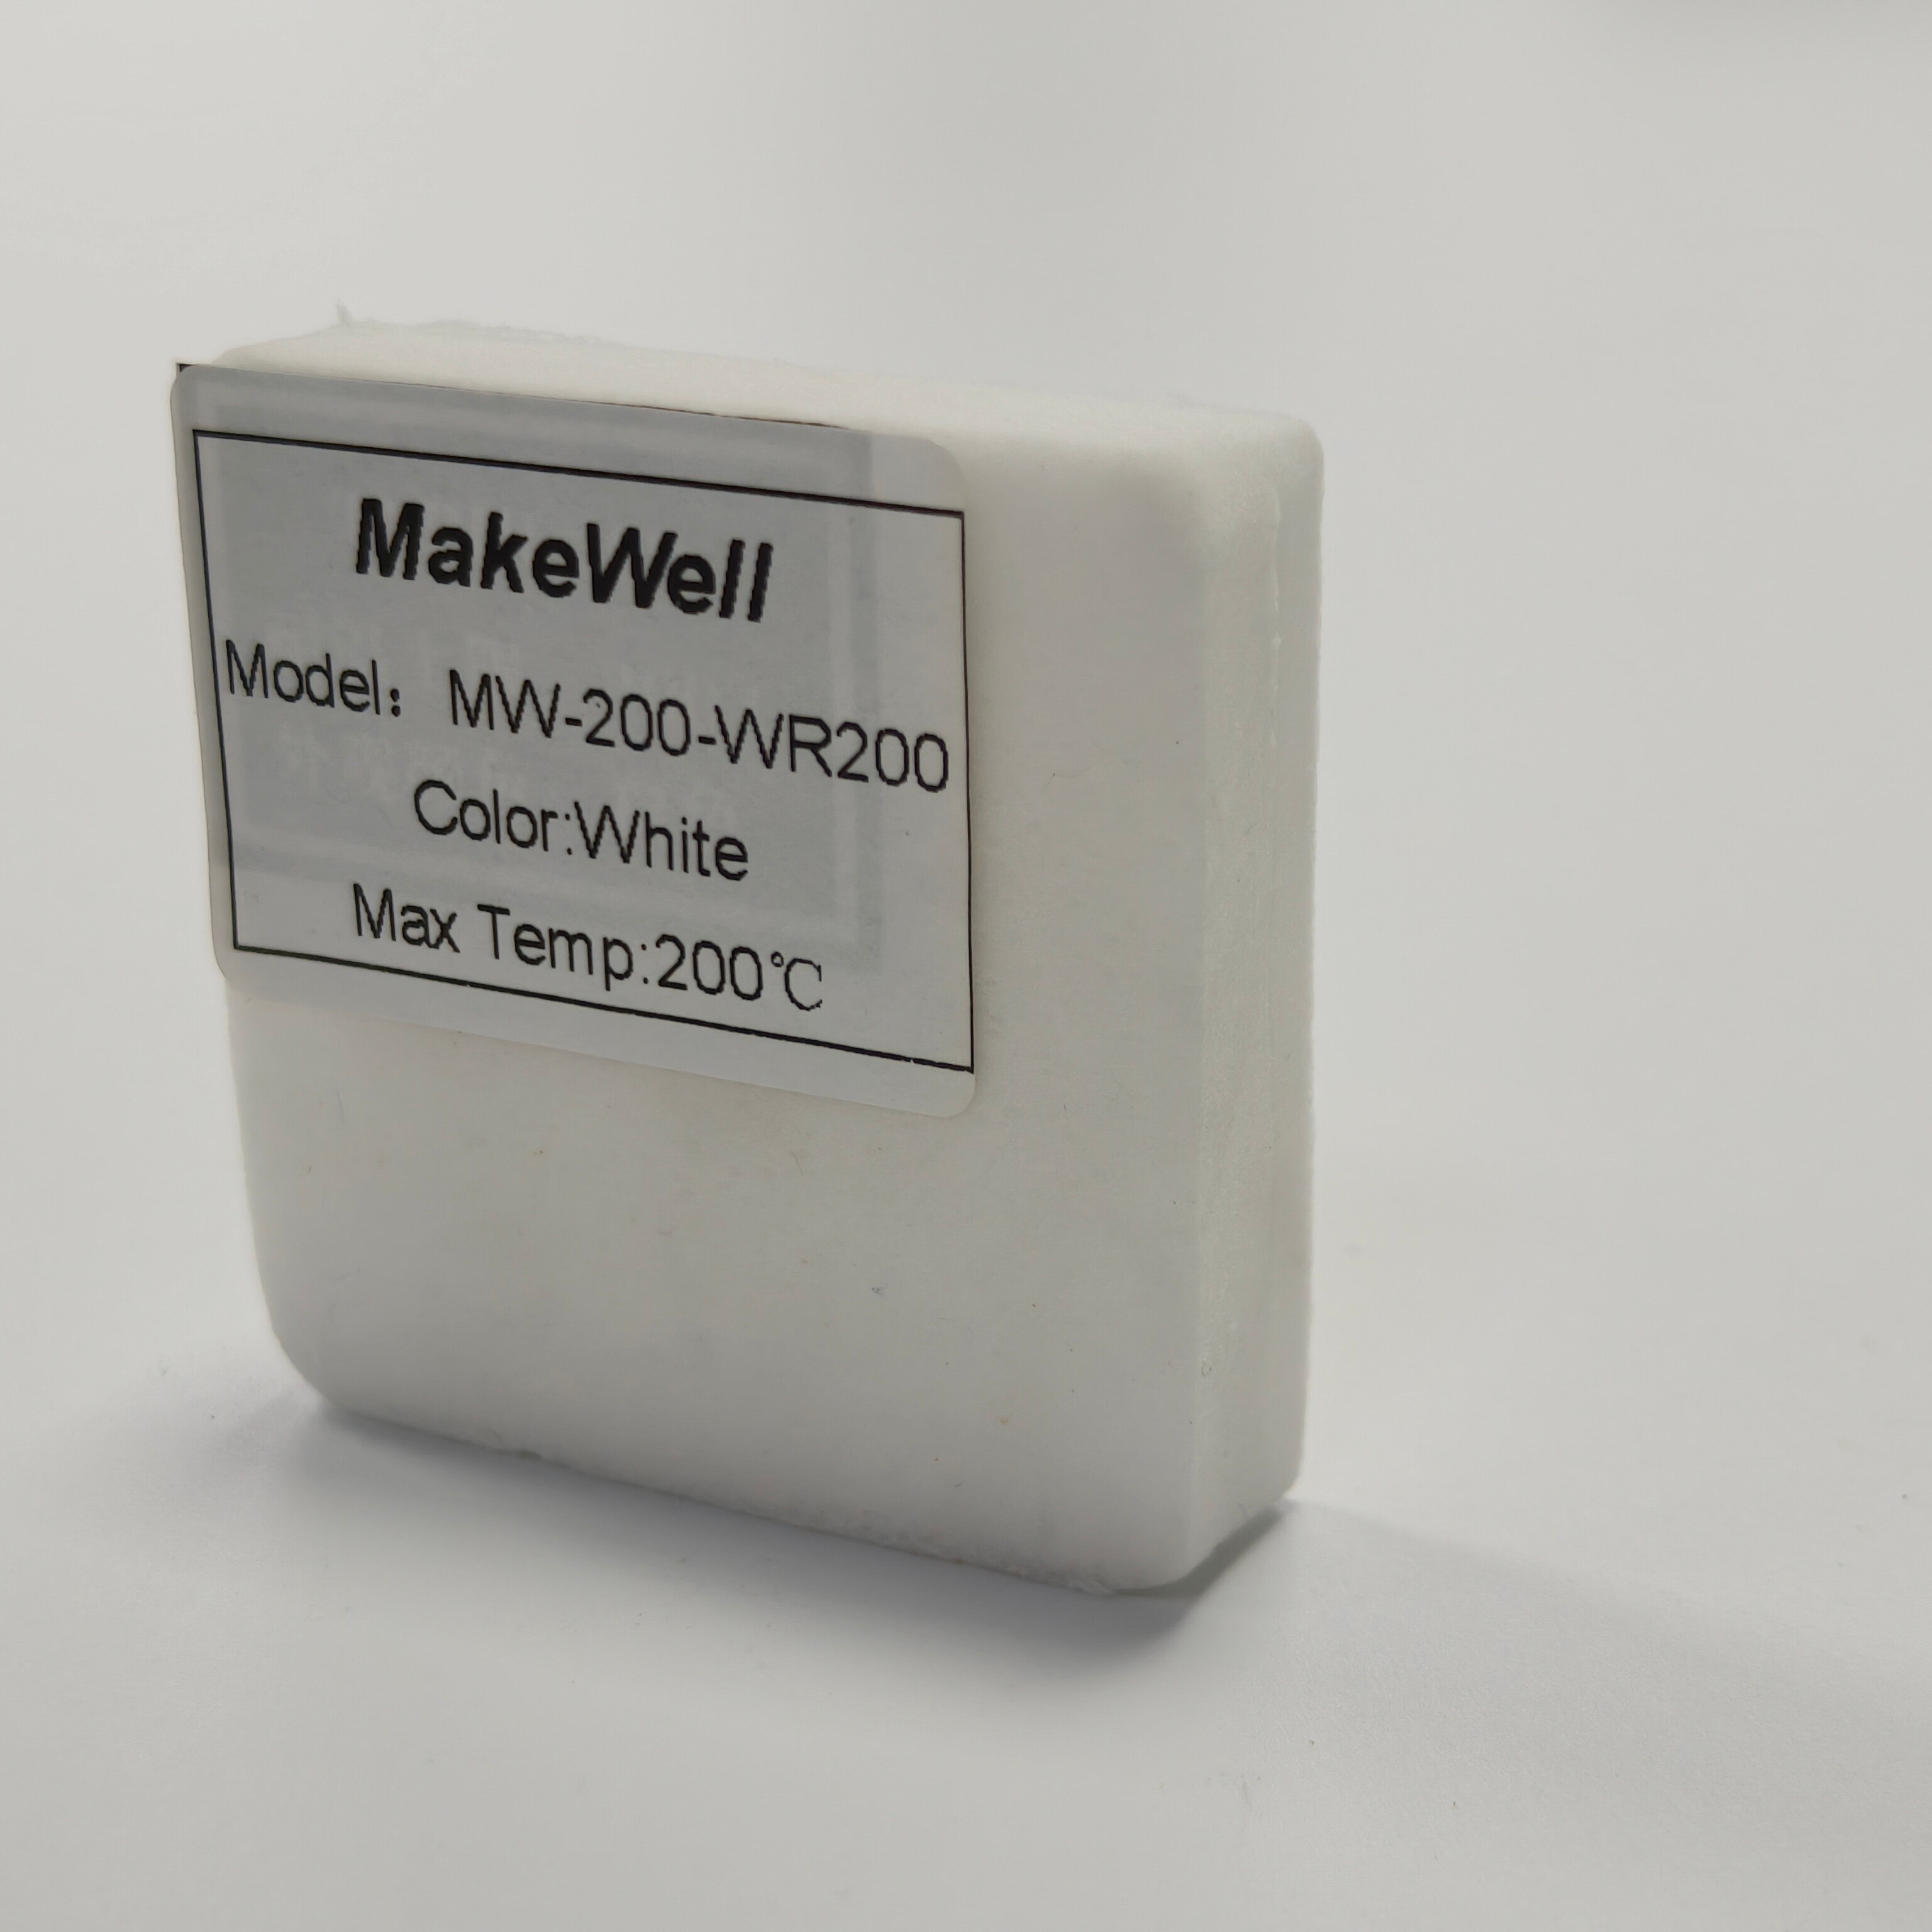 MakeWell
Model： MW-200-WR200
Color:White
Max Temp:200℃